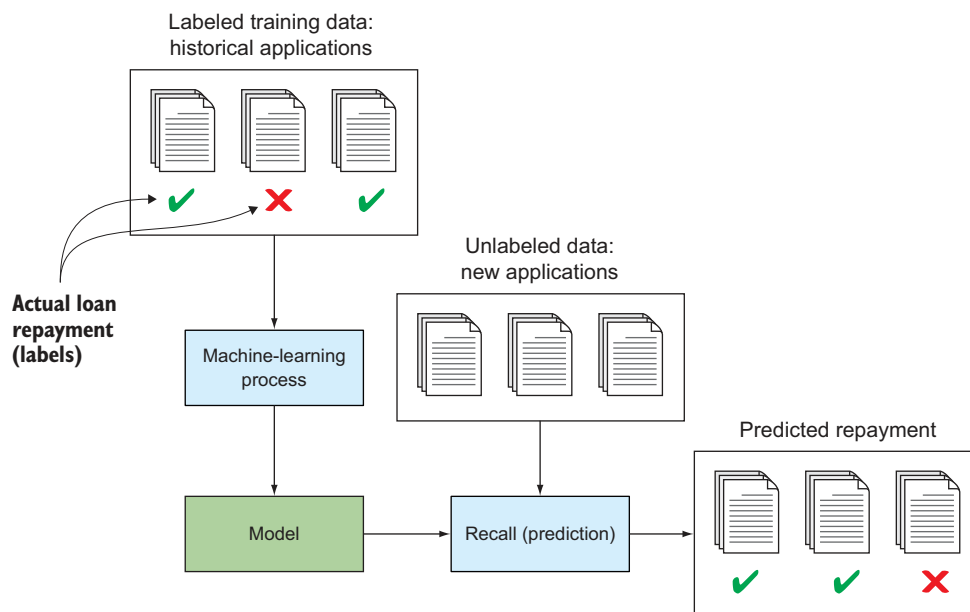 Labeled training data:
historical applications
Unlabeled data:
new applications
Actual loan
repayment
(labels)
Machine-learning
process
Predicted repayment
Model
Recall (prediction)